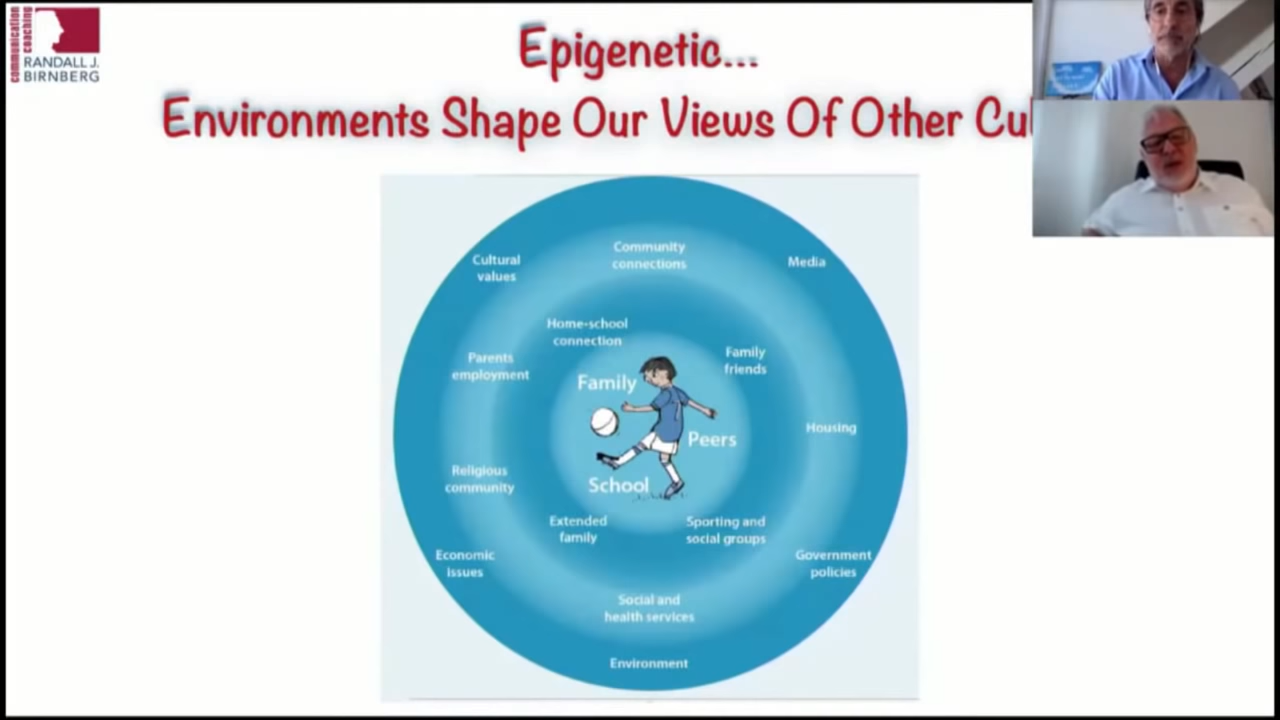 communication
coaching
RANDALL J.
BIRNBERG
Epigenetic...
Environments Shape Our Views Of Other Cu
Cultural
values
Community
connections
Media
Home-school
connection
Parents
employment
Family
friends
Family
Peers
Housing
School
Religious
community
Extended
family
Sporting and
social groups
Economic
issues
Government
policies
Social and
health services
Environment